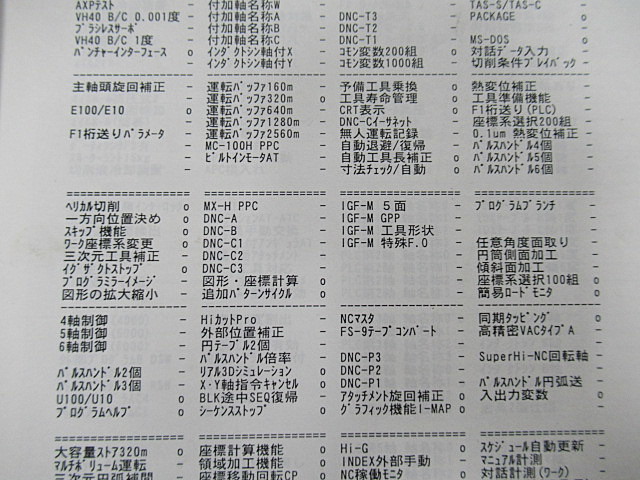 AXPテスト - 付加軸名称W - TAS-S/TAS-C -
VH40 B/C 0.001度 - 付加軸名称A - DNC-T3 - PACKAGE ○
ブラシレスサーボ - 付加軸名称B - DNC-T2 -
VH40 B/C 1度 - 付加軸名称C - DNC-T1 - MS-DOS ○
パンチャーインターフェース ○ インダクトシン軸付X - コモン変数200組 ○ 対話データ入力 -
インダクトシン軸付Y - コモン変数1000組 - 切削条件プレイバック -
主軸頭旋回補正 - 運転バッファ160m - 予備工具乗換 ○ 熱変位補正 -
運転バッファ320m ○ 工具寿命管理 ○ 工具準備機能 -
E100/E10 ○ 運転バッファ640m - CRT表示 ○ F1桁送り(PLC) -
運転バッファ1280m - DNC-イーサネット - 座標系選択200組 -
F1桁送りパラメータ - 運転バッファ2560m - 無人運転記録 - 0.1μm 熱変位補正 -
MC-100H PPC - 自動退避/復帰 - パルスハンドル4個 -
ビルトインモータAT - 自動工具長補正 ○ パルスハンドル5個 -
寸法チェック/自動 ○ パルスハンドル6個 -
ヘリカル切削 ○ MX-H PPC - IGF-M 5面 - プログラムブランチ -
一方向位置決め ○ DNC-A - IGF-M GPP -
スキップ機能 ○ DNC-B - IGF-M 工具形状 -
ワーク座標系変更 ○ DNC-C1 - IGF-M 特殊F.O - 任意角度面取り -
三次元工具補正 - DNC-C2 - 円筒側面加工 -
イグザクトストップ ○ DNC-C3 - 傾斜面加工 -
プログラミラーイメージ - 図形・座標計算 ○ 座標系選択100組 ○
図形の拡大縮小 - 追加パターンサイクル ○ 簡易ロードモニタ ○
4軸制御 - HiカットPro - NCマスタ - 同期タッピング ○
5軸制御 - 外部位置補正 - FS-9テープコンバート - 高精密VACタイプA -
6軸制御 - 円テーブル2個 -
パルスハンドル倍率 - DNC-P3 - SuperHi-NC回転軸 -
パルスハンドル2個 - リアル3Dシミュレーション ○ DNC-P2 -
パルスハンドル3個 - X・Y軸指令キャンセル ○ DNC-P1 - パルスハンドル円弧送 -
U100/U10 ○ BLK途中SEQ復帰 - アタッチメント旋回補正 ○ 入出力変数 ○
プログラムヘルプ ○ シーケンスストップ ○ グラフィック機能I-MAP ○
大容量ストア320m ○ 座標計算機能 ○ Hi-G ○ スケジュール自動更新 -
マルチボリューム運転 - 領域加工機能 ○ INDEX外部手動 - マニュアル計測 -
三次元円弧補間 - 座標移動回転CP ○ NC稼働モニタ ○ 対話計測(ワーク) -